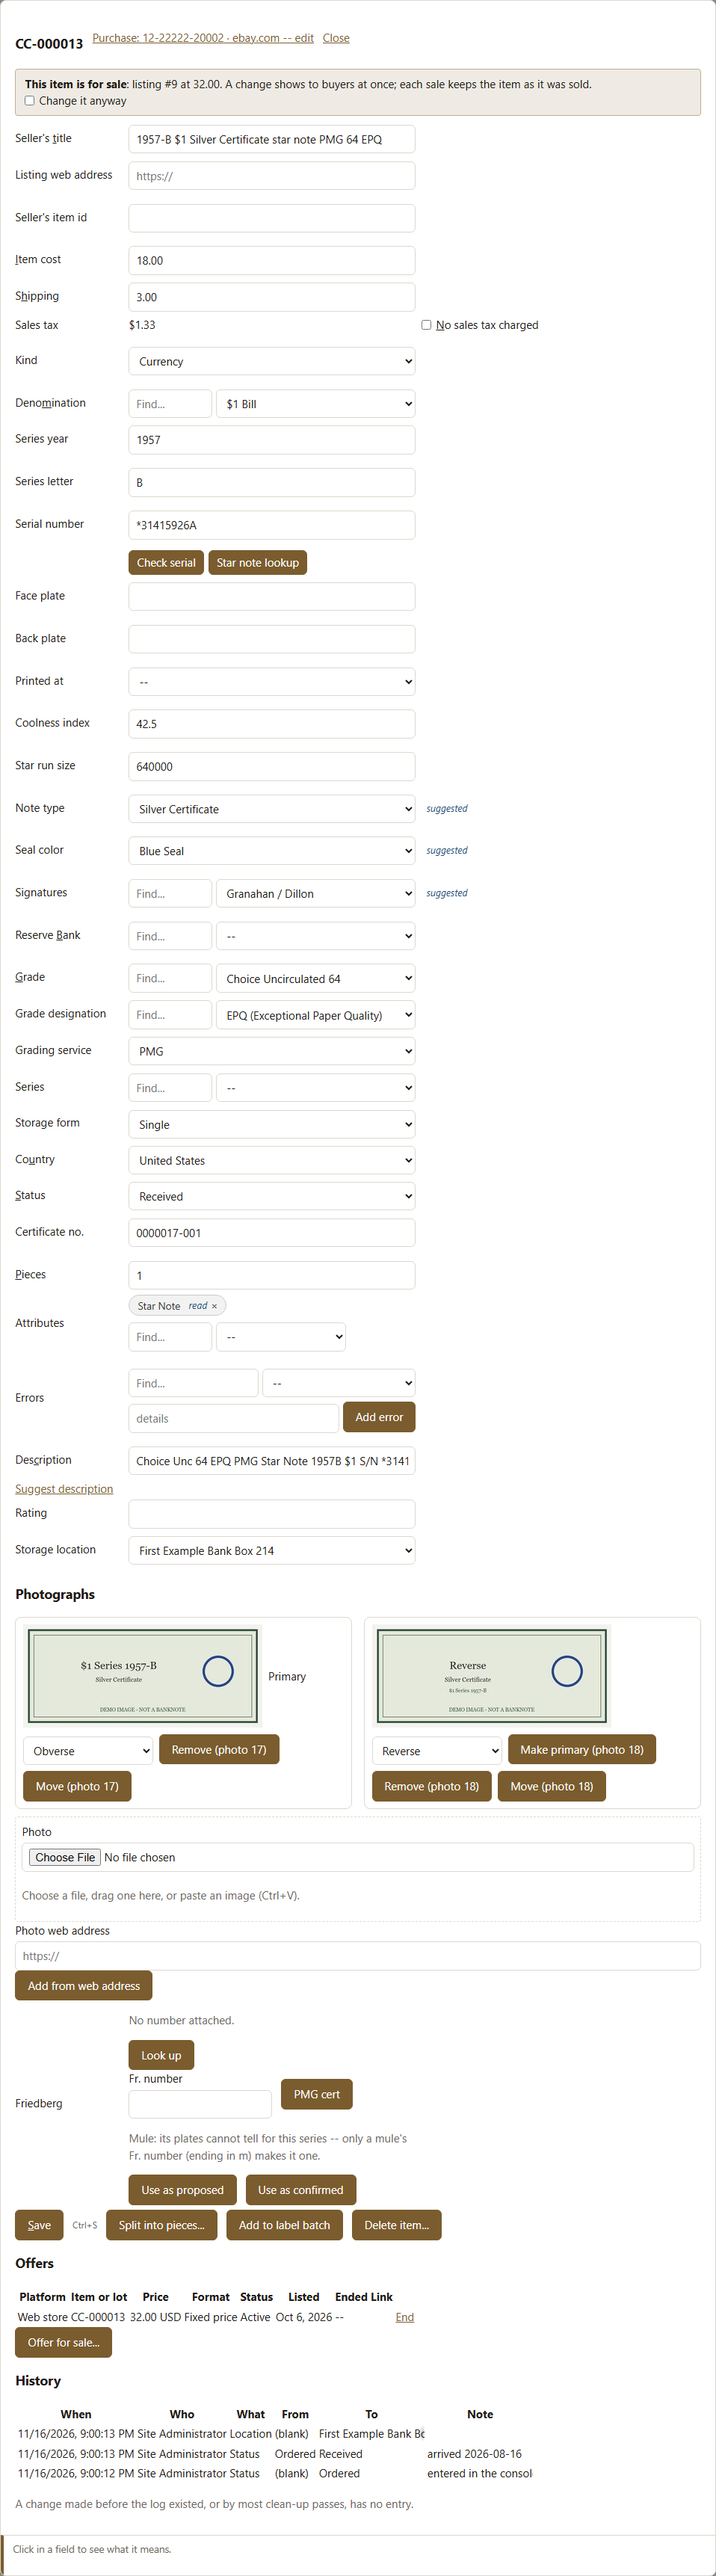 CC-000013 Purchase: 12-22222-20002 · ebay.com -- edit Close
This item is for sale: listing #9 at 32.00. A change shows to buyers at once; each sale keeps the item as it was sold.
Change it anyway
Seller's title 1957-B $1 Silver Certificate star note PMG 64 EPQ
Listing web address https://
Seller's item id
Item cost 18.00
Shipping 3.00
Sales tax $1.33 No sales tax charged
Kind Currency
Denomination Find... $1 Bill
Series year 1957
Series letter B
Serial number *31415926A
Check serial Star note lookup
Face plate
Back plate
Printed at --
Coolness index 42.5
Star run size 640000
Note type Silver Certificate suggested
Seal color Blue Seal suggested
Signatures Find... Granahan / Dillon suggested
Reserve Bank Find... --
Grade Find... Choice Uncirculated 64
Grade designation Find... EPQ (Exceptional Paper Quality)
Grading service PMG
Series Find... --
Storage form Single
Country United States
Status Received
Certificate no. 0000017-001
Pieces 1
Star Note read ×
Attributes
Find... --
Find... --
Errors
details Add error
Description Choice Unc 64 EPQ PMG Star Note 1957B $1 S/N *3141
Suggest description
Rating
Storage location First Example Bank Box 214
Photographs
$1 Series 1957-B
Silver Certificate
DEMO IMAGE - NOT A BANKNOTE
Primary
Obverse Remove (photo 17)
Move (photo 17)
Reverse
Silver Certificate
$1 Series 1957-B
DEMO IMAGE - NOT A BANKNOTE
Reverse Make primary (photo 18)
Remove (photo 18) Move (photo 18)
Photo
Choose File No file chosen
Choose a file, drag one here, or paste an image (Ctrl+V).
Photo web address
https://
Add from web address
No number attached.
Look up
Fr. number
PMG cert
Friedberg
Mule: its plates cannot tell for this series -- only a mule's
Fr. number (ending in m) makes it one.
Use as proposed Use as confirmed
Save Ctrl+S Split into pieces... Add to label batch Delete item...
Offers
Platform Item or lot Price Format Status Listed Ended Link
Web store CC-000013 32.00 USD Fixed price Active Oct 6, 2026 -- End
Offer for sale...
History
When Who What From To Note
11/16/2026, 9:00:13 PM Site Administrator Location (blank) First Example Bank Bo
11/16/2026, 9:00:13 PM Site Administrator Status Ordered Received arrived 2026-08-16
11/16/2026, 9:00:12 PM Site Administrator Status (blank) Ordered entered in the consol
A change made before the log existed, or by most clean-up passes, has no entry.
Click in a field to see what it means.